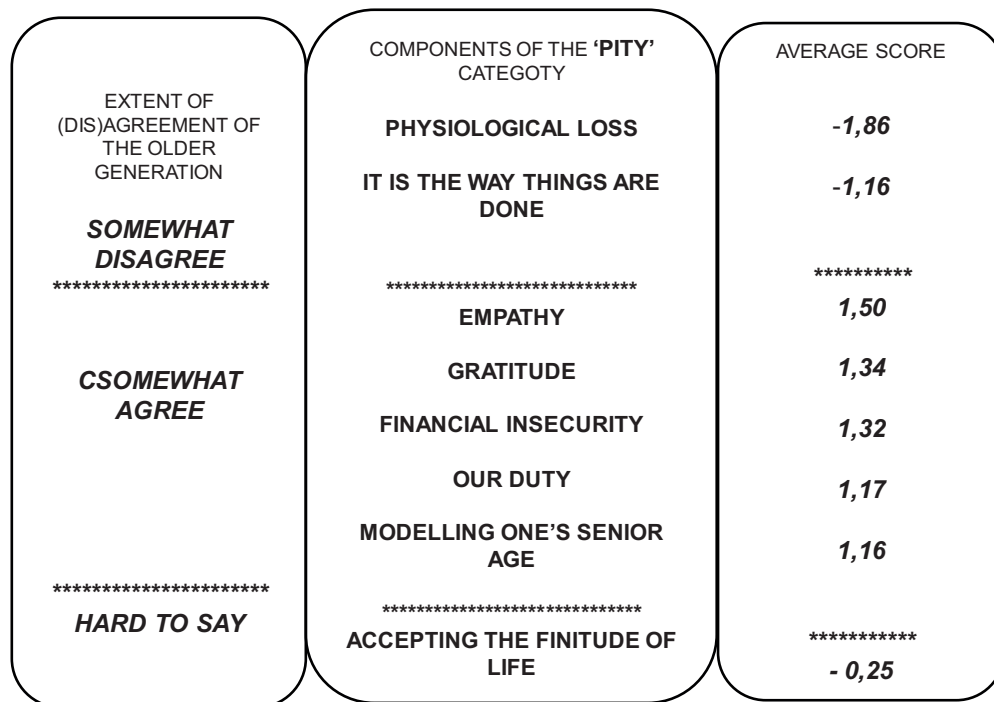 EXTENT OF
(DIS)AGREEMENT OF
THE OLDER
GENERATION
SOMEWHAT
DISAGREE
**********************
CSOMEWHAT
AGREE
**********************
HARD TO SAY
COMPONENTS OF THE ‘PITY’
CATEGOTY
PHYSIOLOGICAL LOSS
IT IS THE WAY THINGS ARE
DONE
*****************************
EMPATHY
GRATITUDE
FINANCIAL INSECURITY
OUR DUTY
MODELLING ONE’S SENIOR
AGE
******************************
ACCEPTING THE FINITUDE OF
LIFE
AVERAGE SCORE
-1,86
-1,16
**********
1,50
1,34
1,32
1,17
1,16
***********
- 0,25